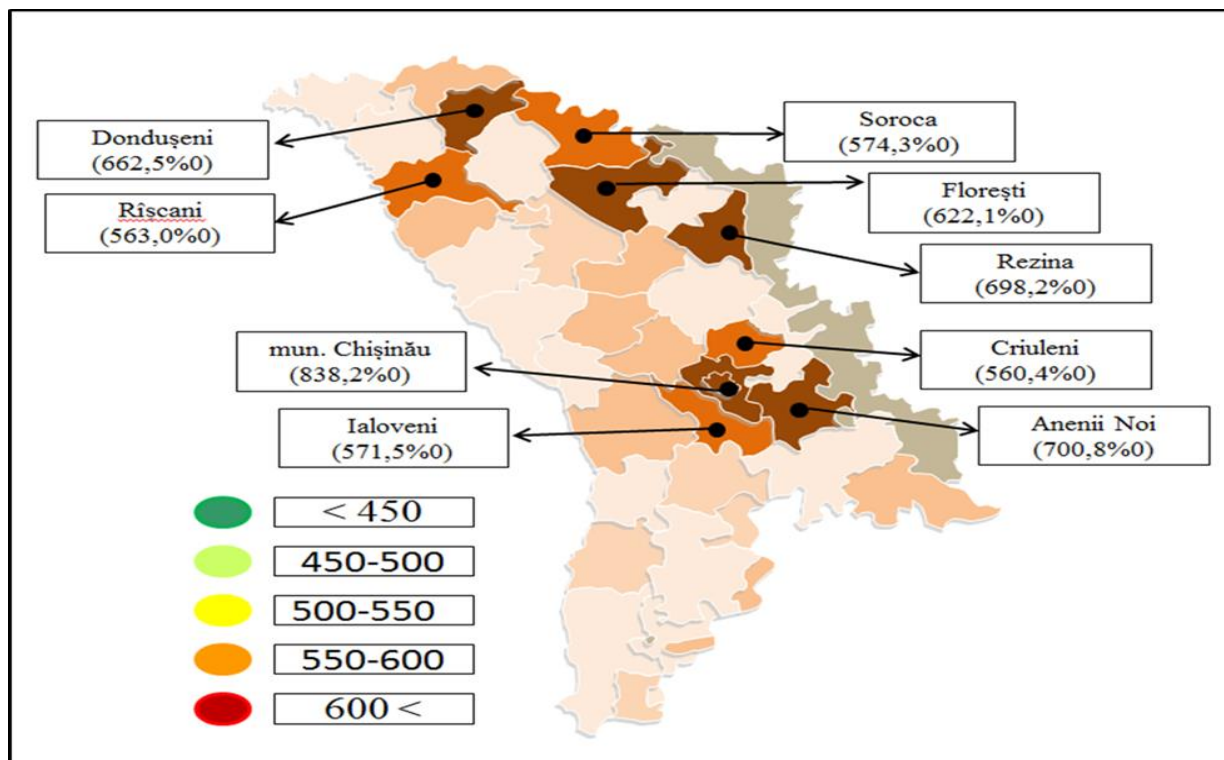 Dondușeni
(662,5%0)
Rîșcani
(563,0%0)
Soroca
(574,3%0)
Florești
(622,1%0)
Rezina
(698,2%0)
mun. Chișinău
(838,2%0)
Ialoveni
(571,5%0)
Criuleni
(560,4%0)
Anenii Noi
(700,8%0)
< 450
450-500
500-550
550-600
600 <